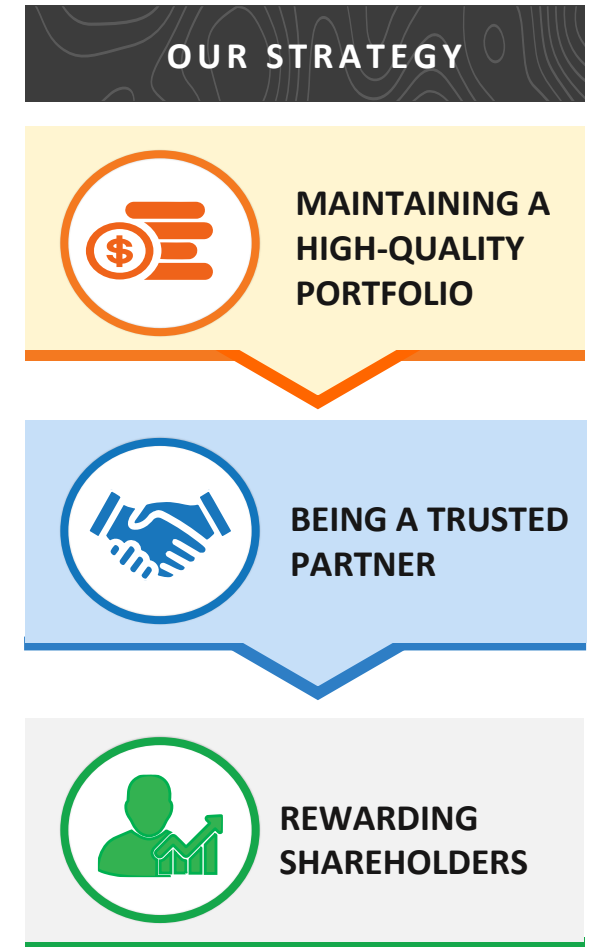 OUR STRATEGY
MAINTAINING A
HIGH-QUALITY
PORTFOLIO
$
BEING A TRUSTED
PARTNER
REWARDING
SHAREHOLDERS